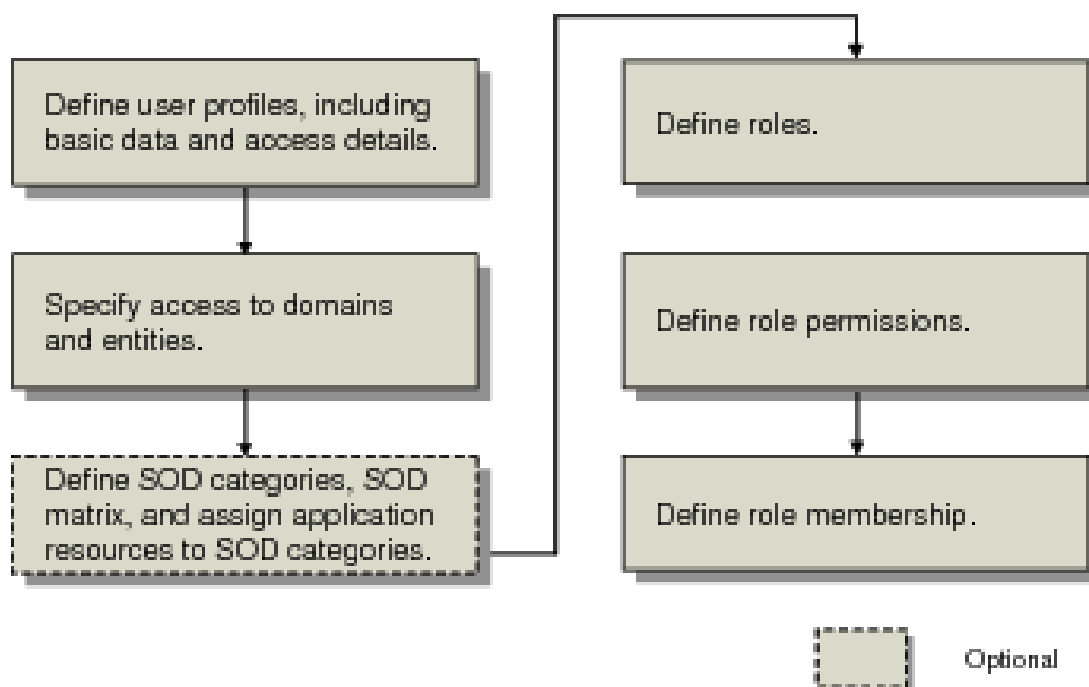 Define user profiles, including
basic data and access details.
Specify access to domains
and entities.
Define SOD categories, SOD
matrix, and assign application
resources to SOD categories.
Define roles.
Define role permissions.
Define role membership.
Optional